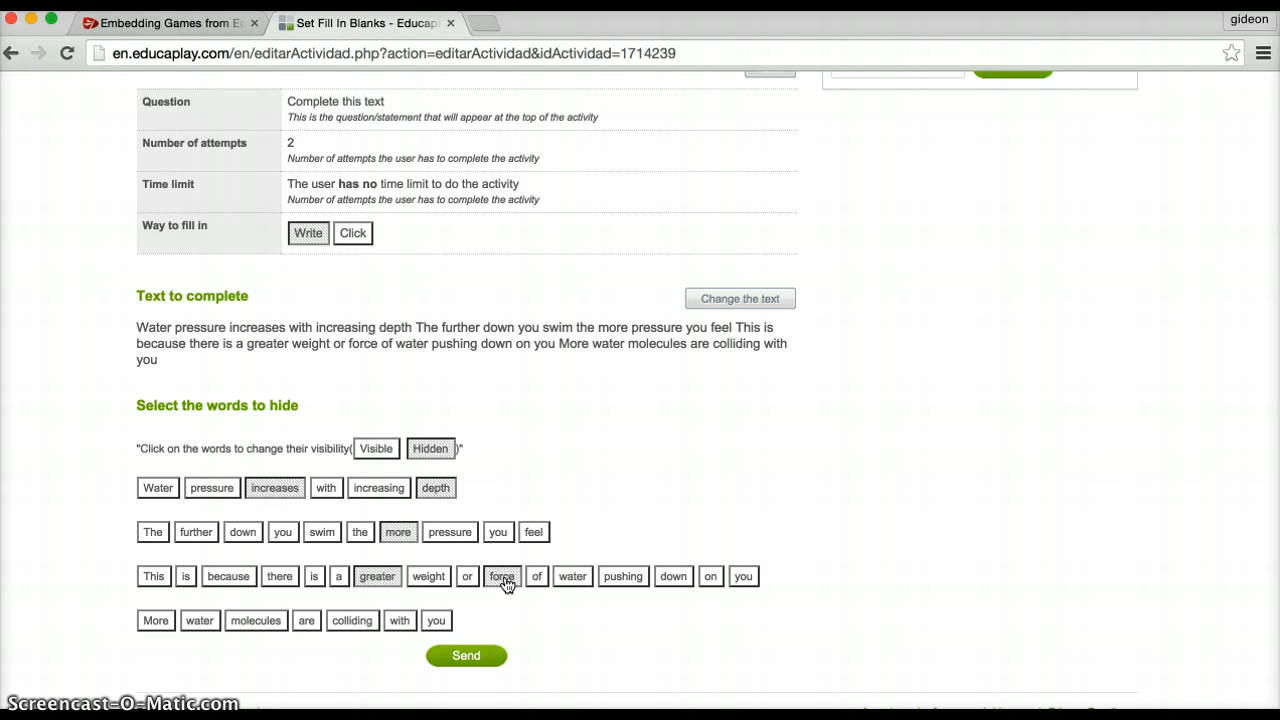 Embedding Games from Ec
Set Fill In Blanks - Educapl
gideon
en.educaplay.com/en/editarActividad.php?action=editarActividad&idActividad=1714239
Question
Complete this text
This is the question/statement that will appear at the top of the activity
Number of attempts
2
Number of attempts the user has to complete the activity
Time limit
The user has no time limit to do the activity
Number of attempts the user has to complete the activity
Way to fill in
Write Click
Text to complete
Change the text
Water pressure increases with increasing depth The further down you swim the more pressure you feel This is
because there is a greater weight or force of water pushing down on you More water molecules are colliding with
you
Select the words to hide
"Click on the words to change their visibility( Visible Hidden )"
Water pressure increases with increasing depth
The further down you swim the more pressure you feel
This is because there is a greater weight or force of water pushing down on you
More water molecules are colliding with you
Send
Screencast-O-Matic.com